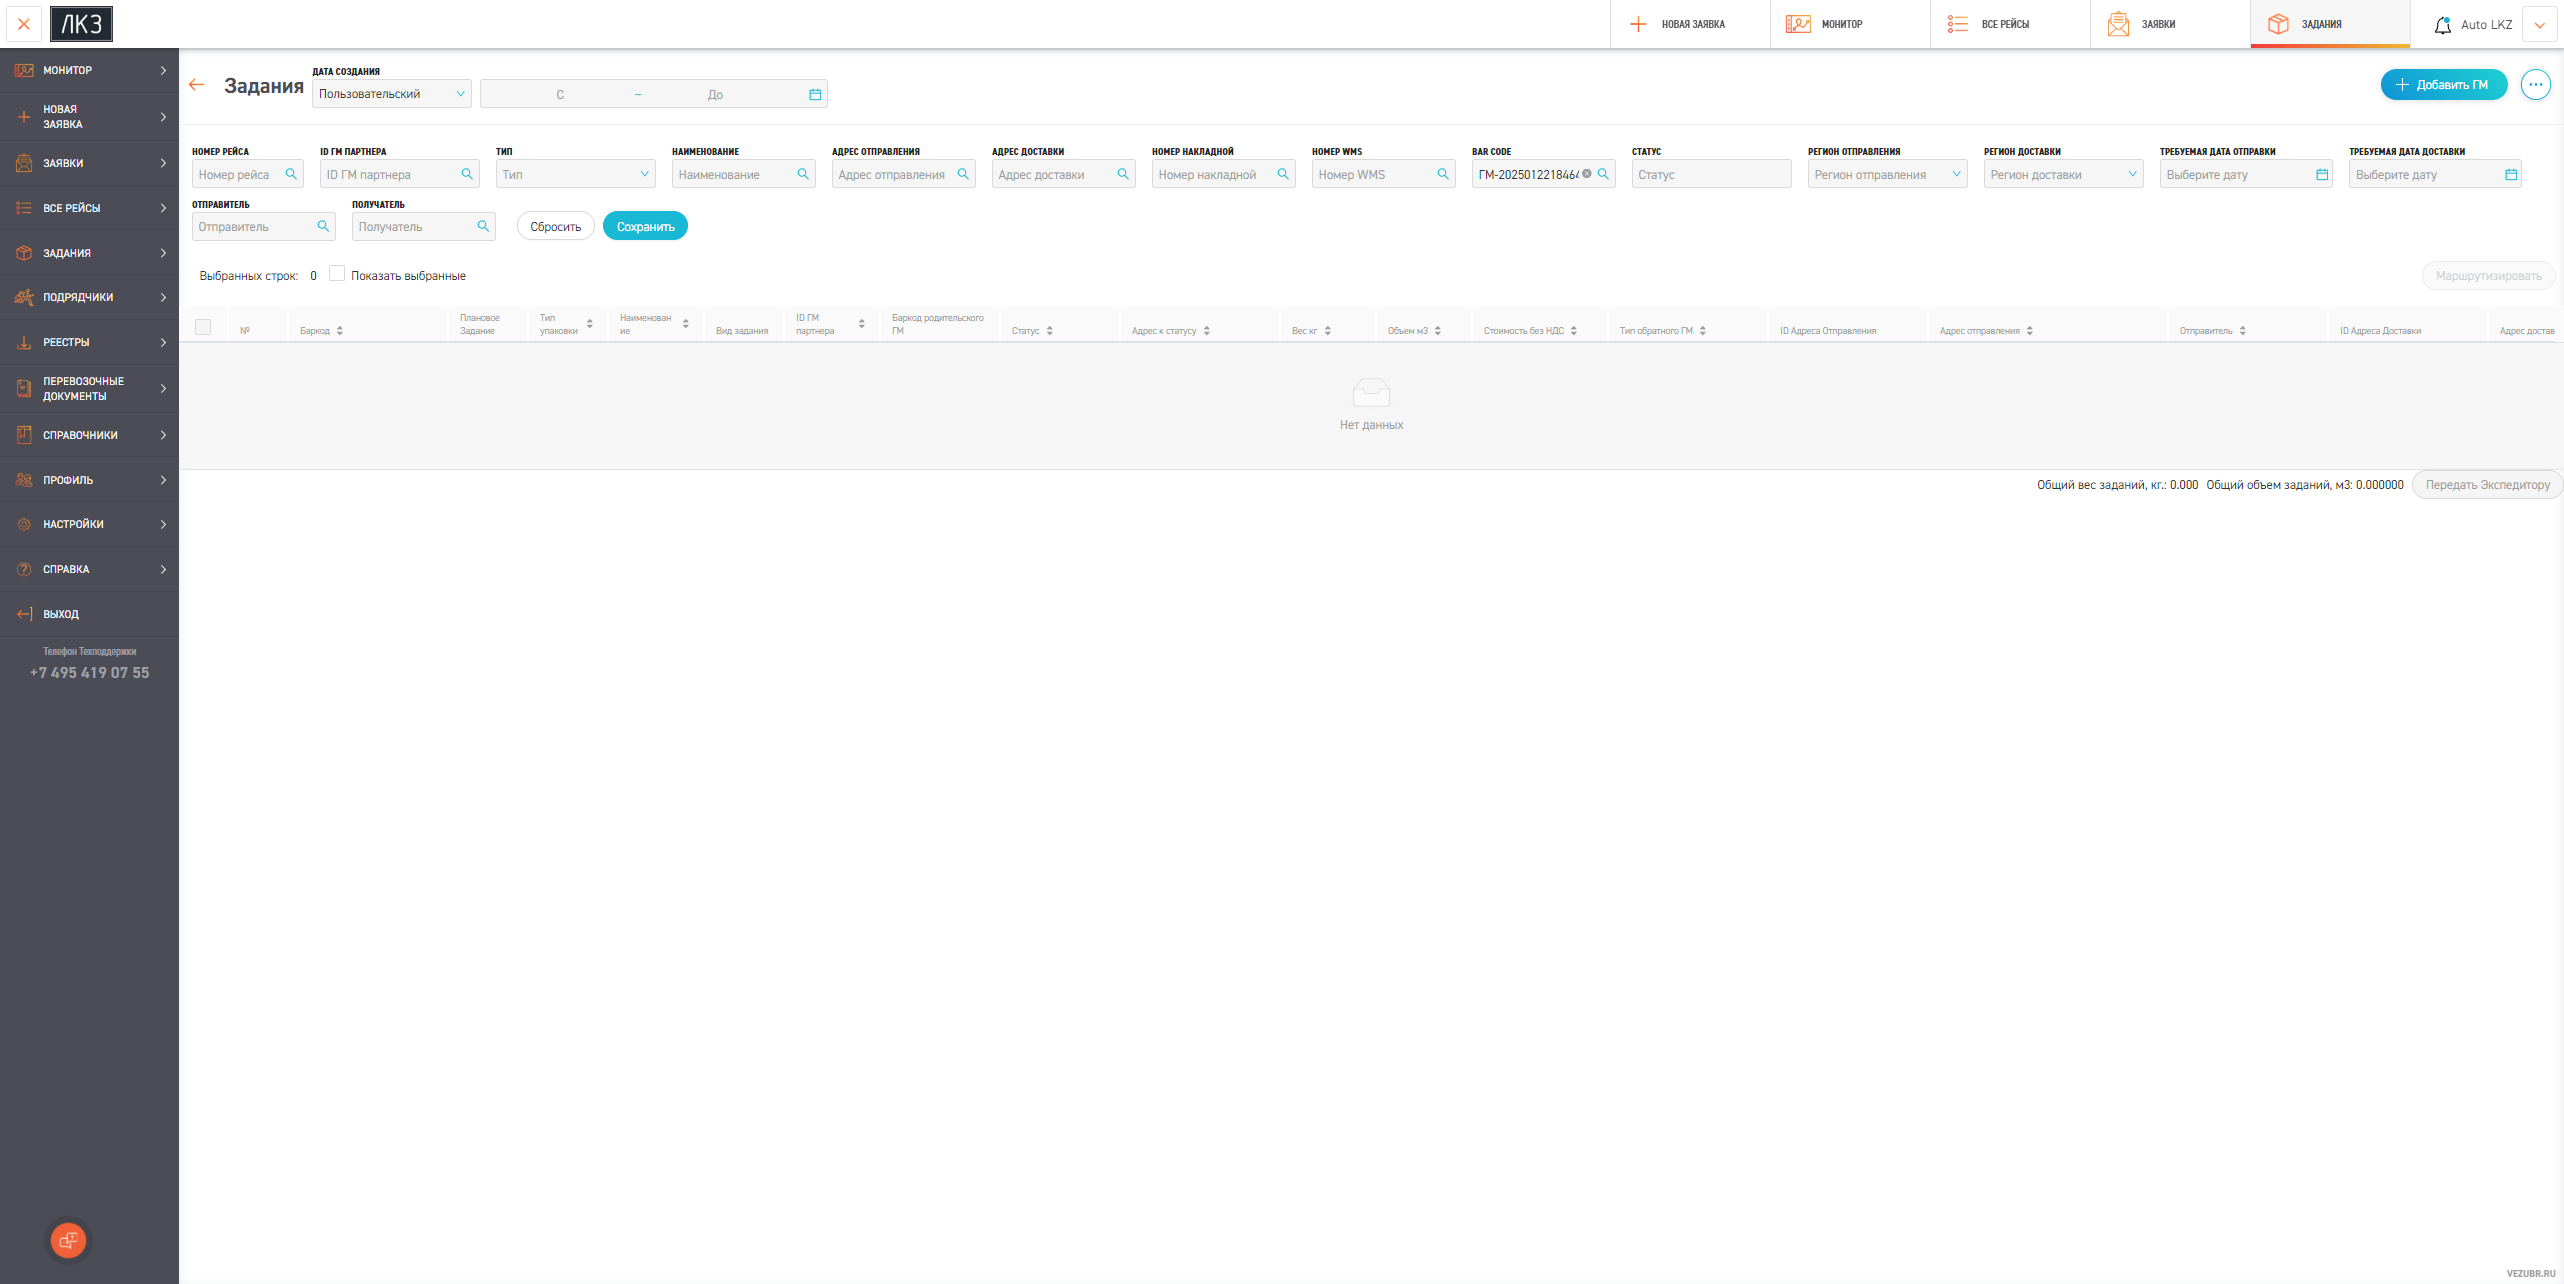 ЛКЗ
НОВАЯ ЗАЯВКА
МОНИТОР
ВСЕ РЕЙСЫ
ЗАЯВКИ
ЗАДАНИЯ
Auto LKZ
МОНИТОР
НОВАЯ
ЗАЯВКА
ЗАЯВКИ
ВСЕ РЕЙСЫ
ЗАДАНИЯ
ПОДРЯДЧИКИ
РЕЕСТРЫ
ПЕРЕВОЗОЧНЫЕ
ДОКУМЕНТЫ
СПРАВОЧНИКИ
ПРОФИЛЬ
НАСТРОЙКИ
СПРАВКА
ВЫХОД
Телефон Техподдержки
+7 495 419 07 55
Задания
ДАТА СОЗДАНИЯ
Пользовательский
С ~ До
Добавить ГМ
НОМЕР РЕЙСА ID ГМ ПАРТНЕРА ТИП НАИМЕНОВАНИЕ АДРЕС ОТПРАВЛЕНИЯ АДРЕС ДОСТАВКИ НОМЕР НАКЛАДНОЙ НОМЕР WMS BAR CODE СТАТУС РЕГИОН ОТПРАВЛЕНИЯ РЕГИОН ДОСТАВКИ ТРЕБУЕМАЯ ДАТА ОТПРАВКИ ТРЕБУЕМАЯ ДАТА ДОСТАВКИ
Номер рейса ID ГМ партнера Тип Наименование Адрес отправления Адрес доставки Номер накладной Номер WMS ГМ-2025012218464 Статус Регион отправления Регион доставки Выберите дату Выберите дату
ОТПРАВИТЕЛЬ ПОЛУЧАТЕЛЬ
Отправитель Получатель Сбросить Сохранить
Выбранных строк: 0 Показать выбранные
Маршрутизировать
№
Баркод
Плановое
Задание
Тип
упаковки
Наименован
ие
Вид задания
ID ГМ
партнера
Баркод родительского
ГМ
Статус
Адрес к статусу
Вес кг
Объем м3
Стоимость без НДС
Тип обратного ГМ
ID Адреса Отправления
Адрес отправления
Отправитель
ID Адреса Доставки
Адрес достав
Нет данных
Общий вес заданий, кг.: 0.000 Общий объем заданий, м3: 0.000000 Передать Экспедитору
VEZUBR.RU